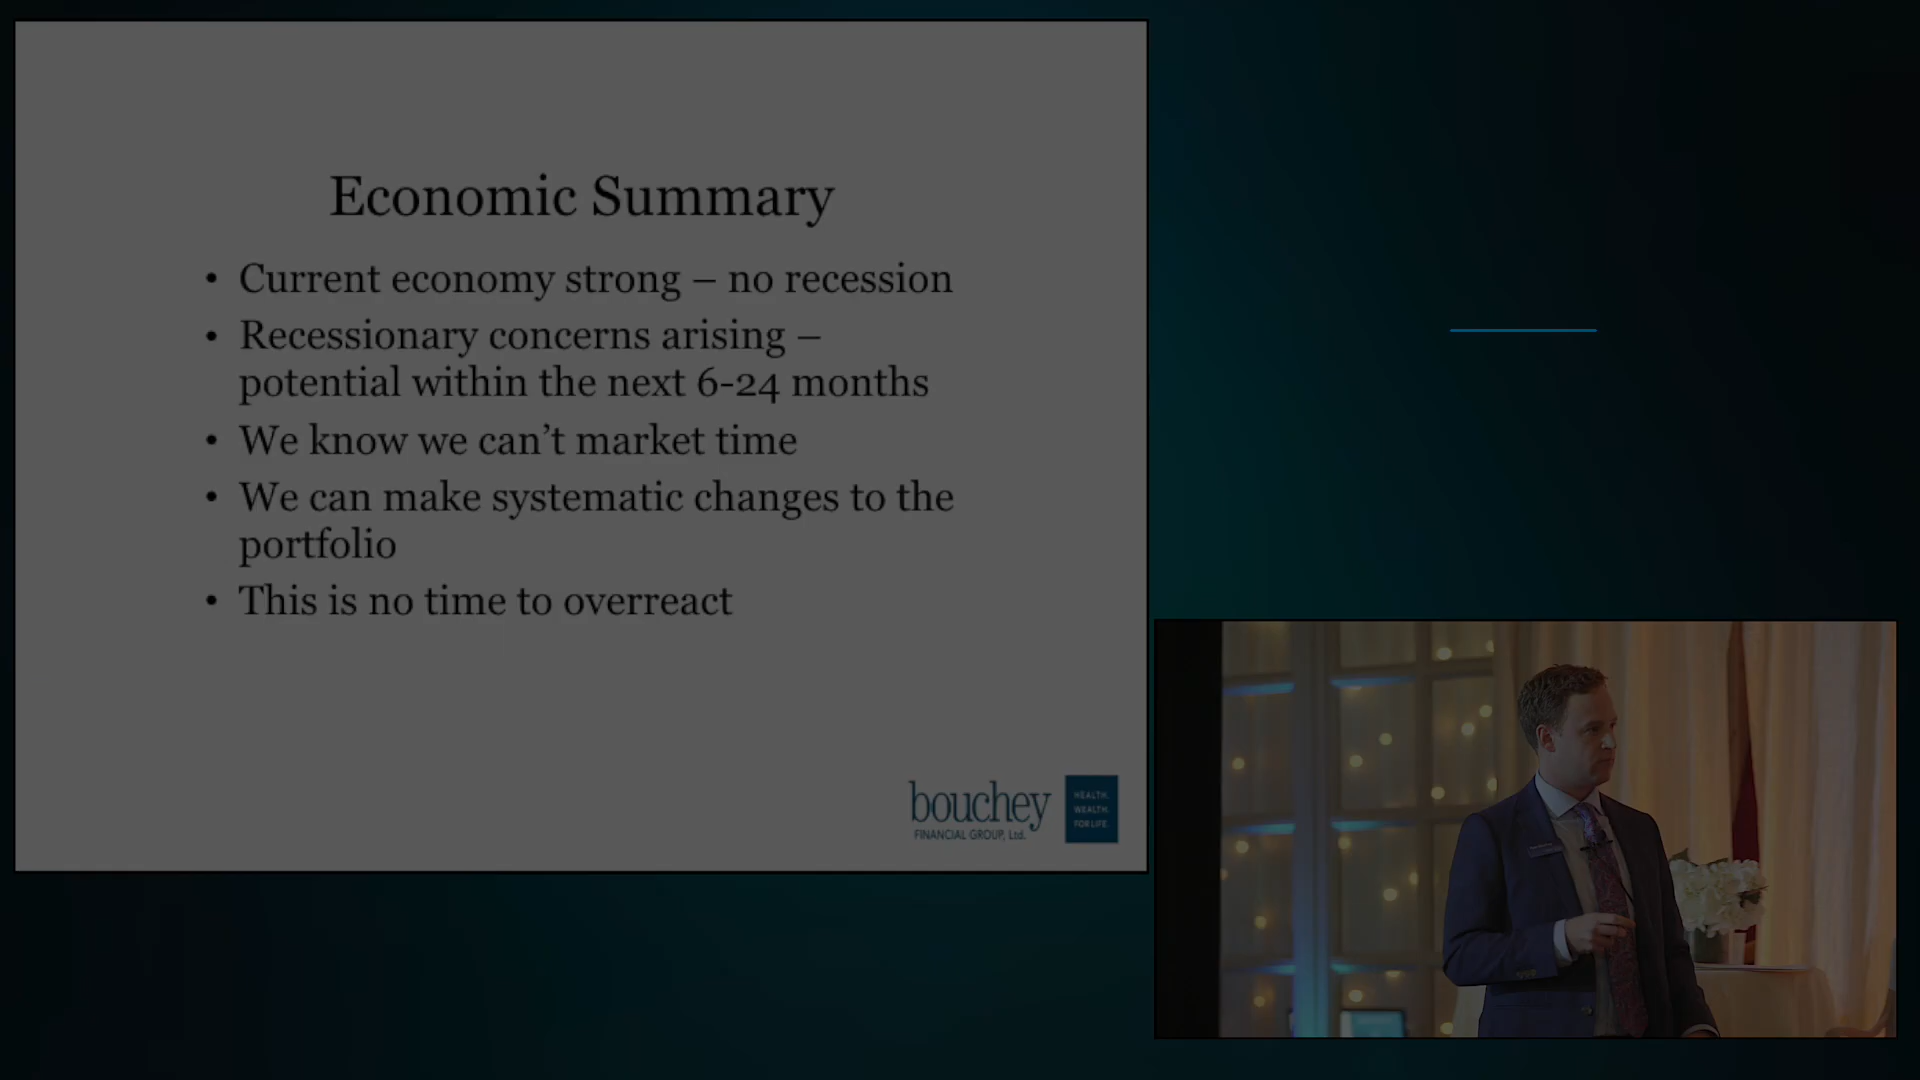 Economic Summary
• Current economy strong – no recession
• Recessionary concerns arising –
potential within the next 6-24 months
• We know we can’t market time
• We can make systematic changes to the
portfolio
• This is no time to overreact
bouchey
FINANCIAL GROUP, Ltd.
HEALTH.
WEALTH.
FOR LIFE.